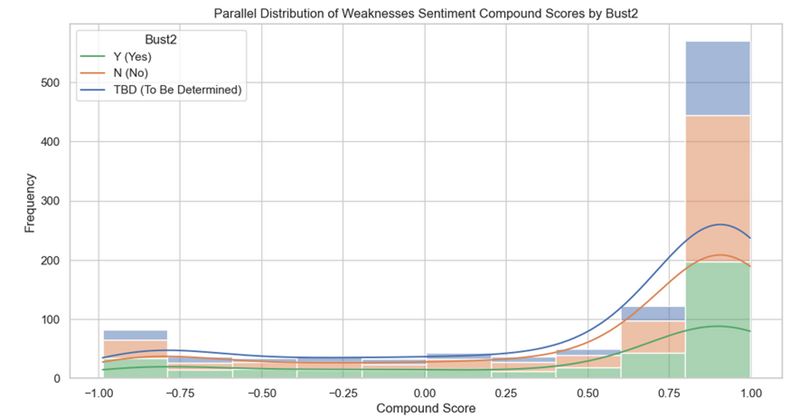 Parallel Distribution of Weaknesses Sentiment Compound Scores by Bust2
Bust2
Y (Yes)
N (No)
TBD (To Be Determined)
Frequency
500
400
300
200
100
0
−1.00 −0.75 −0.50 −0.25 0.00 0.25 0.50 0.75 1.00
Compound Score